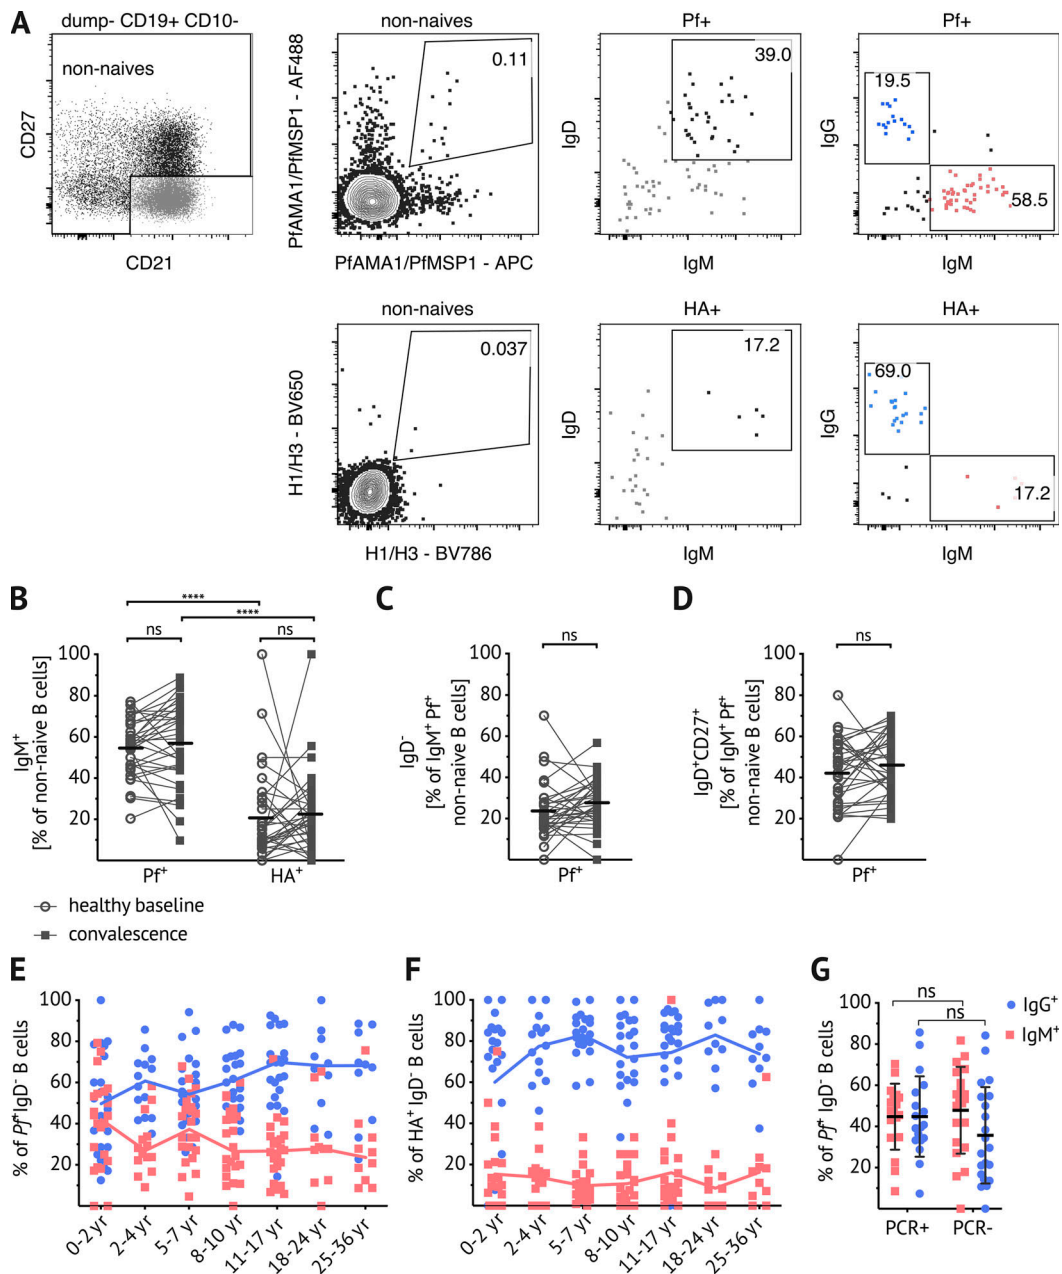 A
dump- CD19+ CD10-
non-naives
CD27
CD21
non-naives
0.11
PfAMA1/PfMSP1 - AF488
PfAMA1/PfMSP1 - APC
Pf+
39.0
IgD
IgM
Pf+
19.5
58.5
IgG
IgM
non-naives
0.037
H1/H3 - BV650
H1/H3 - BV786
HA+
17.2
IgD
IgM
HA+
69.0
17.2
IgG
IgM
B
****
****
ns
ns
IgM⁺
[% of non-naive B cells]
100
80
60
40
20
Pf⁺
HA⁺
healthy baseline
convalescence
C
ns
IgD⁻
[% of IgM⁺ Pf⁺
non-naive B cells]
100
80
60
40
20
Pf⁺
D
ns
IgD⁺CD27⁺
[% of IgM⁺ Pf⁺
non-naive B cells]
100
80
60
40
20
Pf⁺
E
% of Pf⁺IgD⁻ B cells
100
80
60
40
20
0-2 yr
2-4 yr
5-7 yr
8-10 yr
11-17 yr
18-24 yr
25-36 yr
F
% of HA⁺ IgD⁻ B cells
100
80
60
40
20
0-2 yr
2-4 yr
5-7 yr
8-10 yr
11-17 yr
18-24 yr
25-36 yr
G
ns
ns
% of Pf⁺ IgD⁻ B cells
100
80
60
40
20
PCR+
PCR-
IgG⁺
IgM⁺